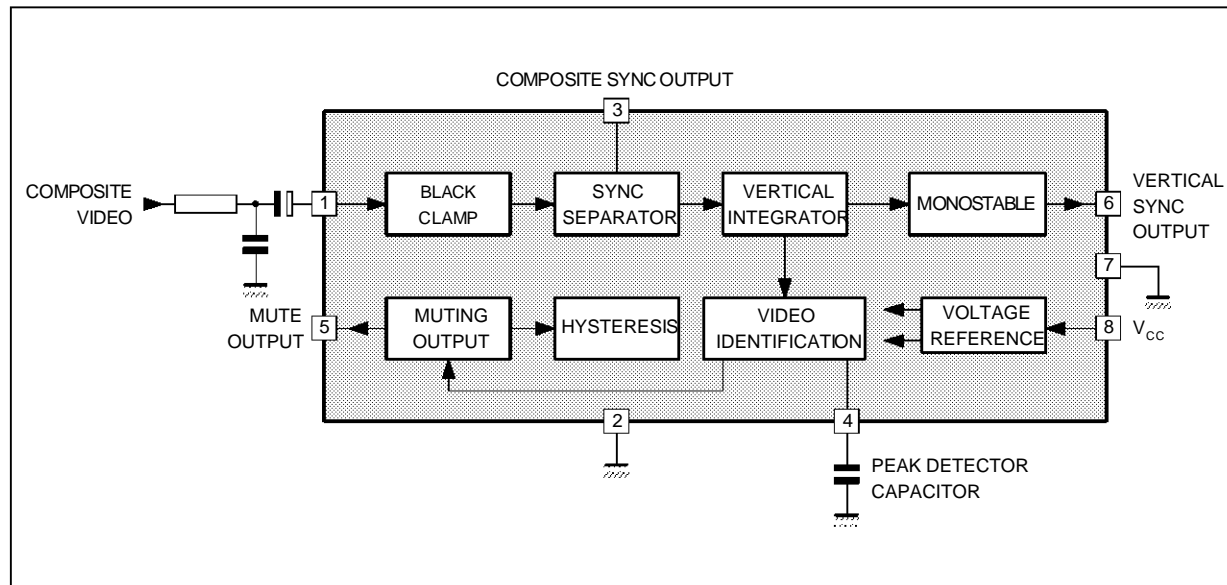 COMPOSITE SYNC OUTPUT
3
COMPOSITE
VIDEO
1
BLACK
CLAMP
SYNC
SEPARATOR
VERTICAL
INTEGRATOR
MONOSTABLE
6
VERTICAL
SYNC
OUTPUT
7
MUTE
OUTPUT
5
MUTING
OUTPUT
HYSTERESIS
VIDEO
IDENTIFICATION
VOLTAGE
REFERENCE
8
VCC
2
4
PEAK DETECTOR
CAPACITOR